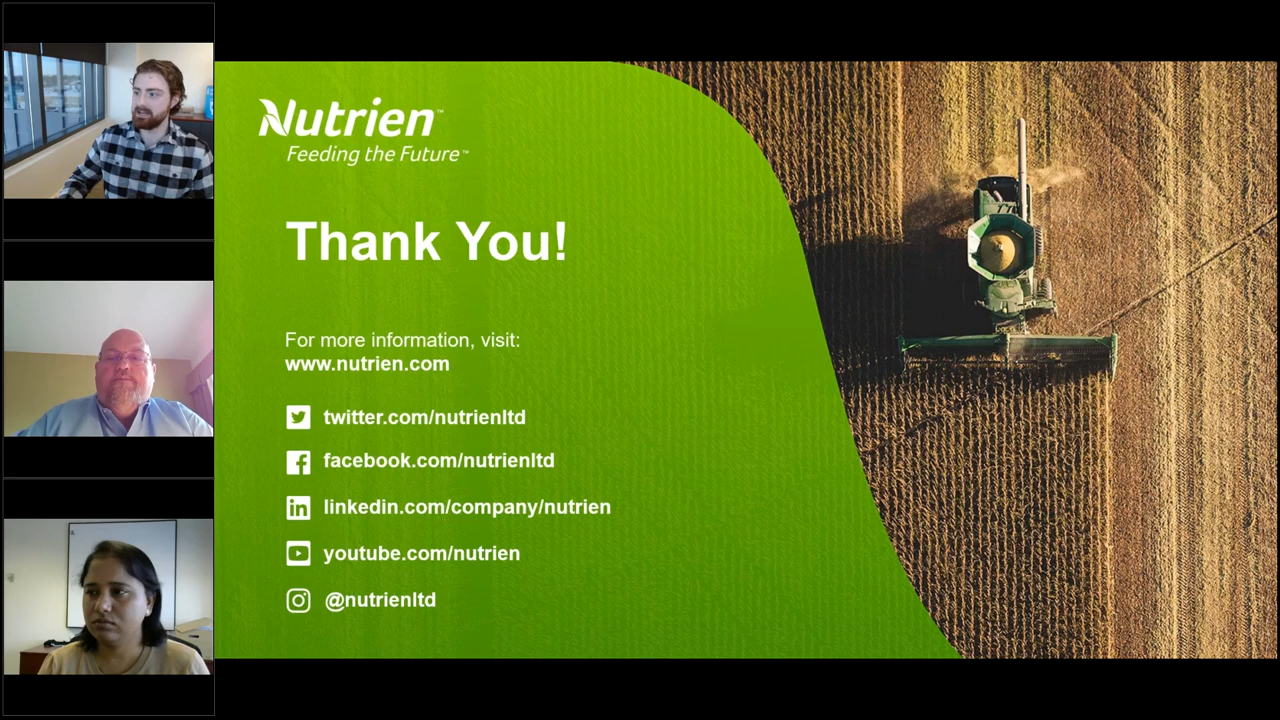 Nutrien™
Feeding the Future™
Thank You!
For more information, visit:
www.nutrien.com
twitter.com/nutrienltd
facebook.com/nutrienltd
linkedin.com/company/nutrien
youtube.com/nutrien
@nutrienltd